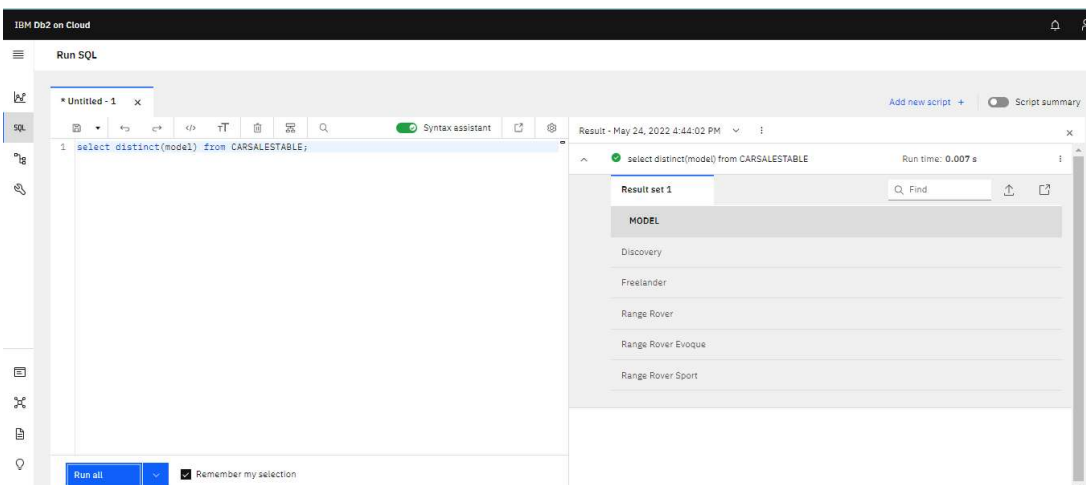 IBM Db2 on Cloud
Run SQL
* Untitled - 1 x
Add new script +
Script summary
SQL
Syntax assistant
Result - May 24, 2022 4:44:02 PM
1 select distinct(model) from CARSALESTABLE;
select distinct(model) from CARSALESTABLE
Run time: 0.007 s
Result set 1
Find
MODEL
Discovery
Freelander
Range Rover
Range Rover Evoque
Range Rover Sport
Run all
Remember my selection